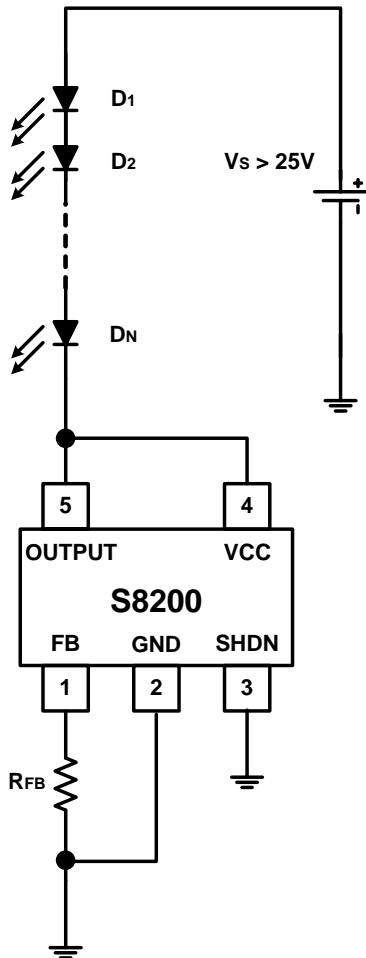 D1
D2
VS > 25V
+
DN
5
4
OUTPUT
VCC
S8200
FB
GND
SHDN
1
2
3
RFB